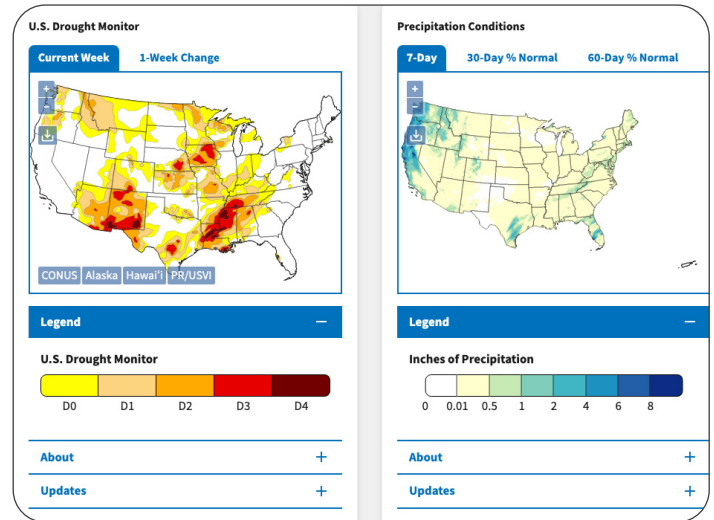 U.S. Drought Monitor
Current Week 1-Week Change
+
−
CONUS Alaska Hawai'i PR/USVI
Legend −
U.S. Drought Monitor
D0 D1 D2 D3 D4
About +
Updates +
Precipitation Conditions
7-Day 30-Day % Normal 60-Day % Normal
+
−
Legend −
Inches of Precipitation
0 0.01 0.5 1 2 4 6 8
About +
Updates +